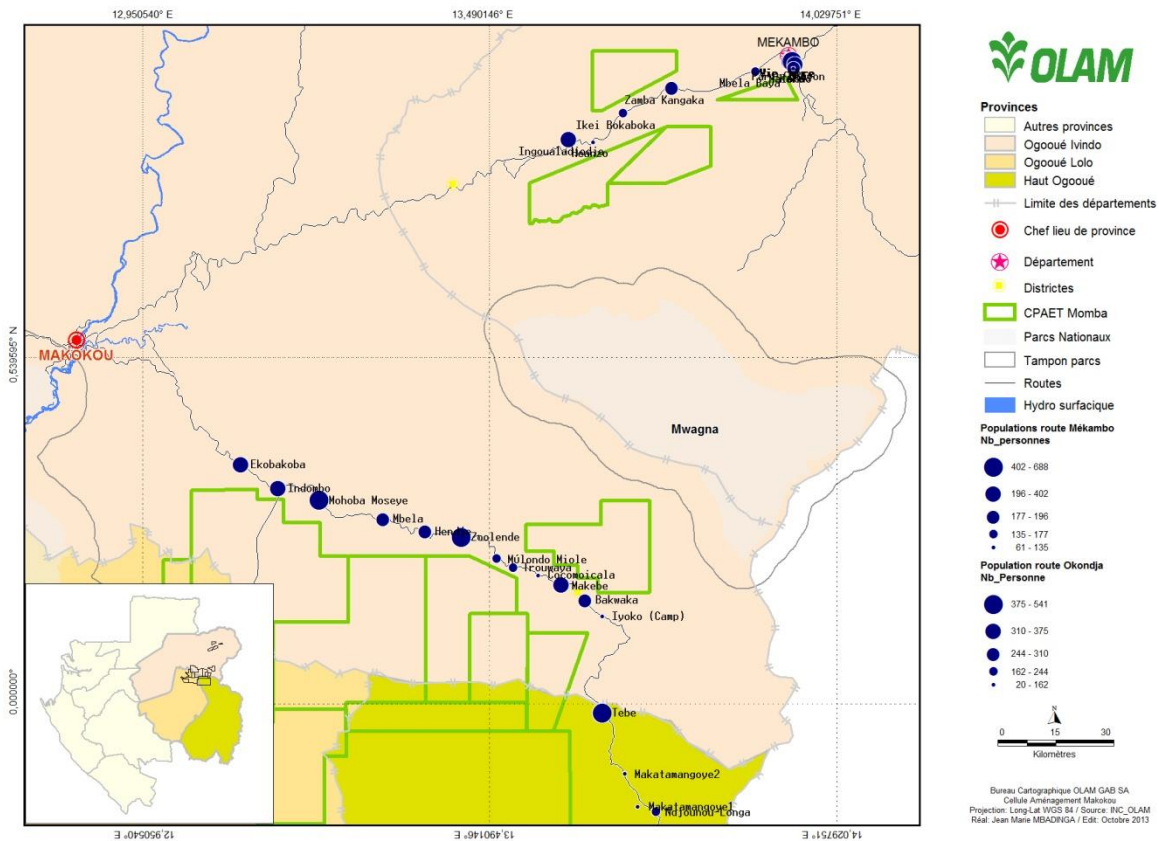 12,950540° E
13,490146° E
14,029751° E
MEKAMBO
Mbela Baya
Zamba Kangaka
Ikei Bokaboka
MAKOKOU
0,539595° N
Mwagna
Ekobakoba
Indombo
Mohoba Moseye
Mbela
Zoolende
Mulondo Miole
Trouwaya
Cocomoicala
Makebe
Bakwaka
Iyoko (Camp)
0,000000°
Tebe
Makatamangoye2
Makatamangoye1
Ndjounou-Longa
12,950540° E
13,490146° E
14,029751° E
OLAM
Provinces
Autres provinces
Ogooué Ivindo
Ogooué Lolo
Haut Ogooué
Limite des départements
Chef lieu de province
Département
Districtes
CPAET Momba
Parcs Nationaux
Tampon parcs
Routes
Hydro surfacique
Populations route Mékambo
Nb_personnes
402 - 688
196 - 402
177 - 196
135 - 177
61 - 135
Population route Okondja
Nb_Personne
375 - 541
310 - 375
244 - 310
162 - 244
20 - 162
N
0 15 30
Kilomètres
Bureau Cartographique OLAM GAB SA
Cellule Aménagement Makokou
Projection: Long-Lat WGS 84 / Source: INC_OLAM
Réal: Jean Marie MBADINGA / Edit: Octobre 2013